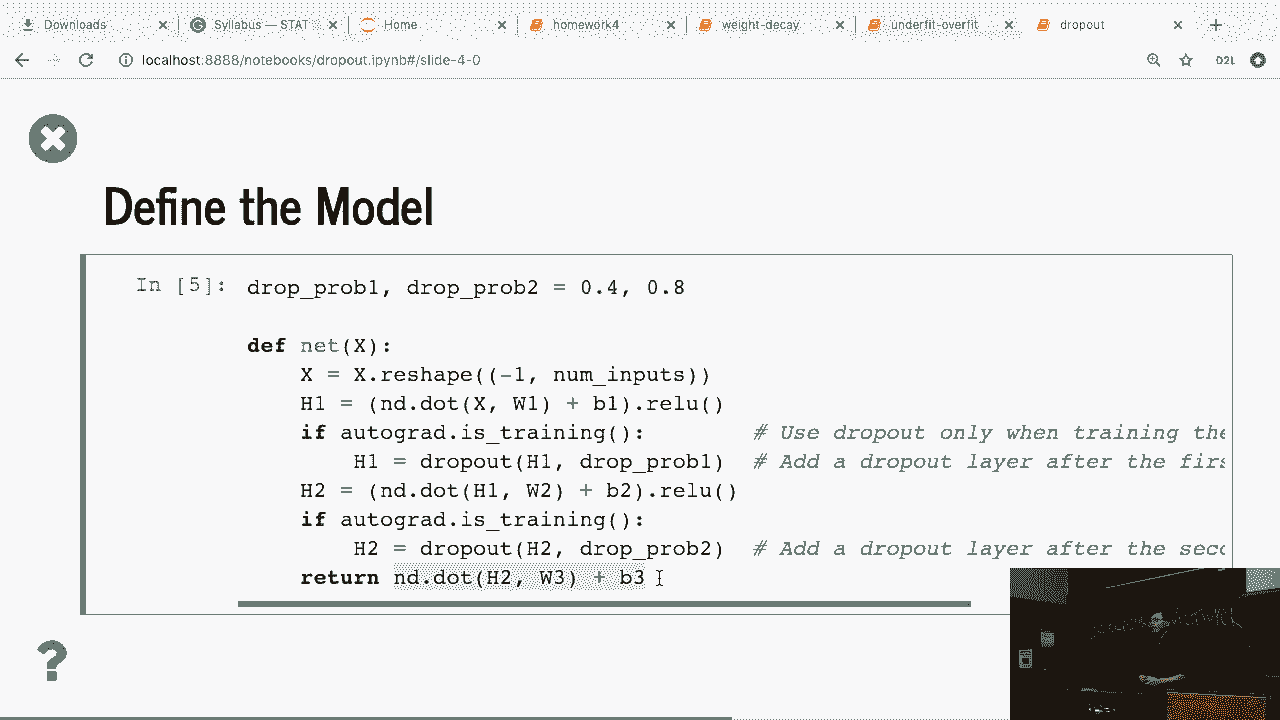 Downloads
Syllabus — STAT
Home
homework4
weight-decay
underfit-overfit
dropout
localhost:8888/notebooks/dropout.ipynb#/slide-4-0
D2L
Define the Model
In [5]: drop_prob1, drop_prob2 = 0.4, 0.8
def net(X):
X = X.reshape((-1, num_inputs))
H1 = (nd.dot(X, W1) + b1).relu()
if autograd.is_training(): # Use dropout only when training the
H1 = dropout(H1, drop_prob1) # Add a dropout layer after the firs
H2 = (nd.dot(H1, W2) + b2).relu()
if autograd.is_training():
H2 = dropout(H2, drop_prob2) # Add a dropout layer after the seco
return nd.dot(H2, W3) + b3
?